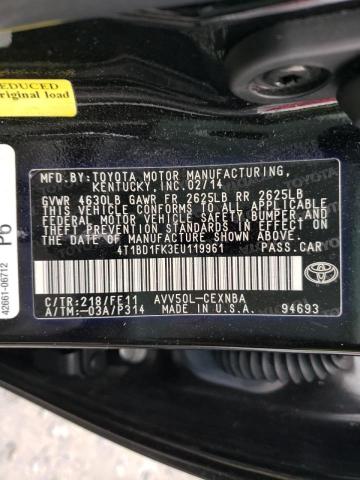 REDUCED
original load
P6
42661-06712
MFD.BY:TOYOTA MOTOR MANUFACTURING,
KENTUCKY,INC.02/14
GVWR 4630LB GAWR FR 2625LB RR 2625LB
THIS VEHICLE CONFORMS TO ALL APPLICABLE
FEDERAL MOTOR VEHICLE SAFETY,BUMPER,AND
THEFT PREVENTION STANDARDS IN EFFECT ON
THE DATE OF MANUFACTURE SHOWN ABOVE.
4T1BD1FK3EU119961 PASS.CAR
C/TR:218/FE11 AVV50L-CEXNBA
A/TM:-03A/P314 MADE IN U.S.A. 94693